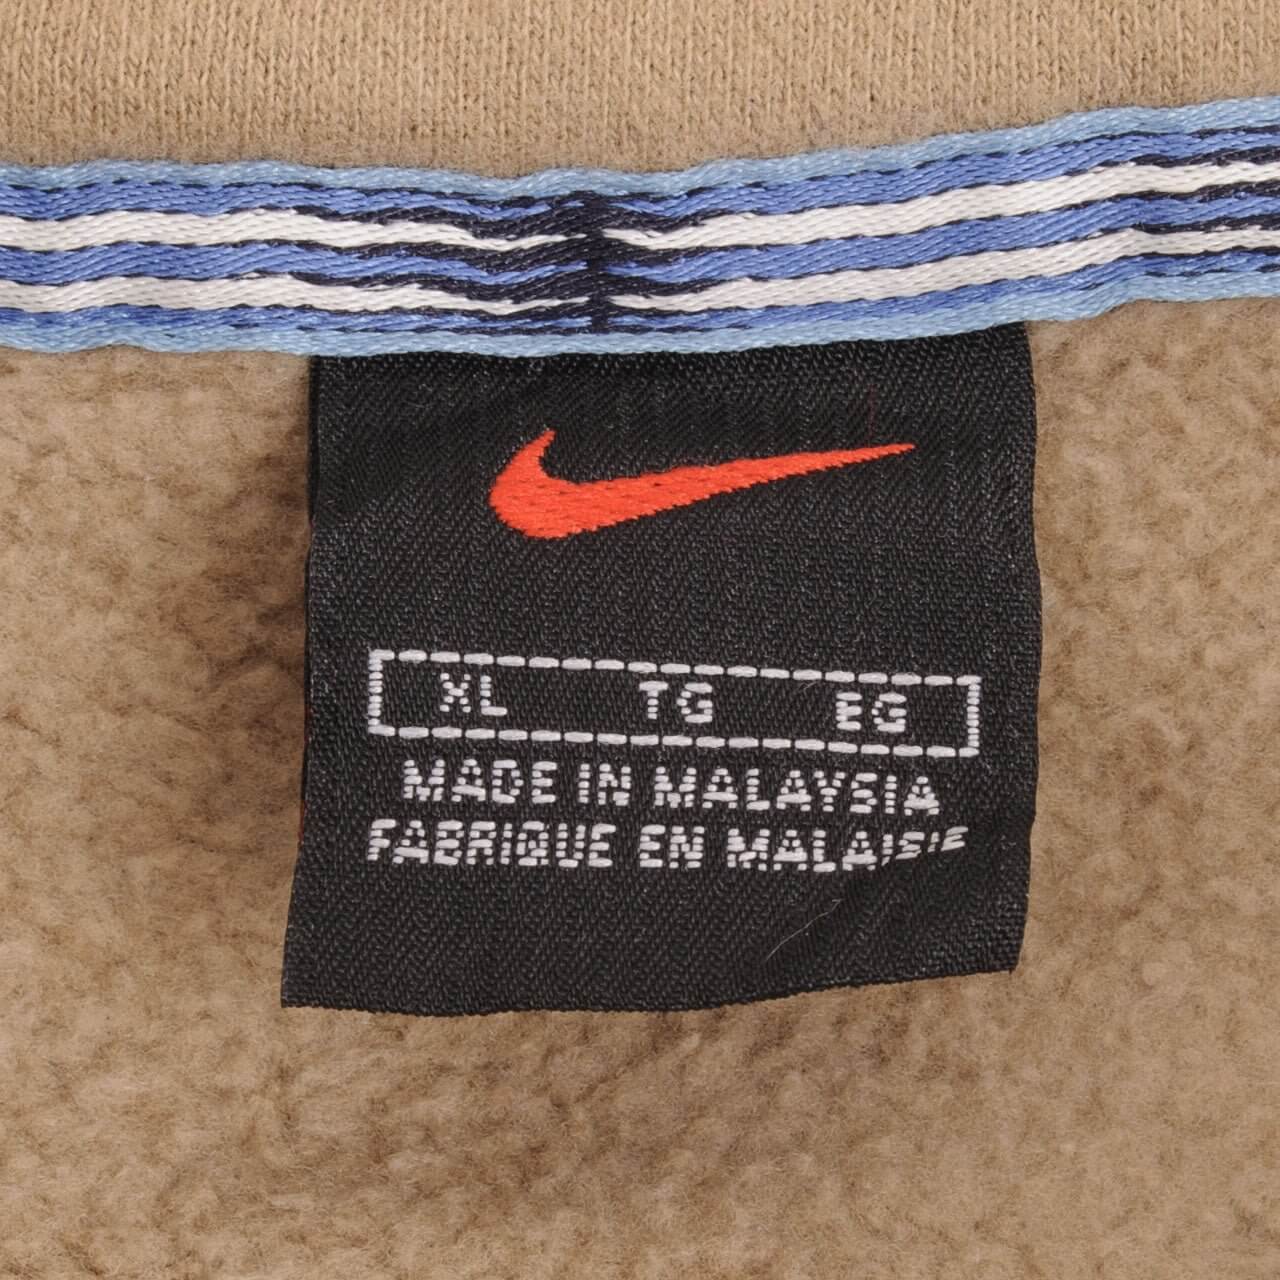 XL TG EG
MADE IN MALAYSIA
FABRIQUE EN MALAISIE